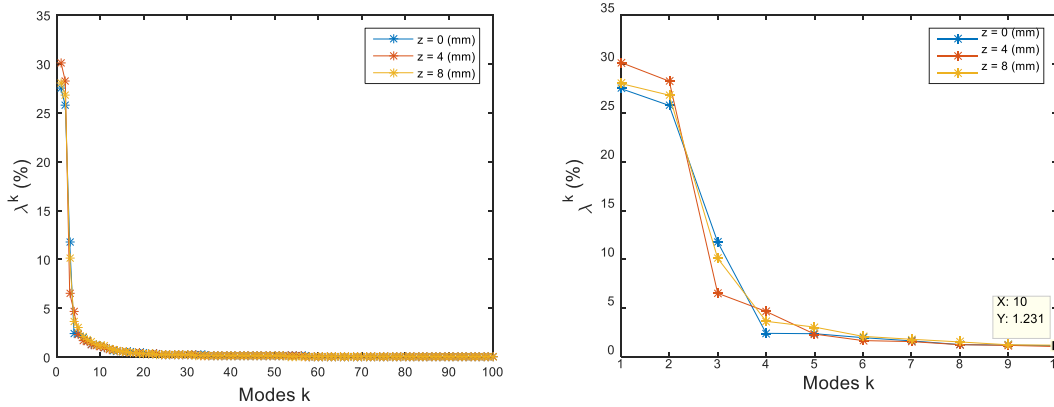 35
30
25
20
15
10
5
0
λ^k (%)
z = 0 (mm)
z = 4 (mm)
z = 8 (mm)
0 10 20 30 40 50 60 70 80 90 100
Modes k
35
30
25
20
15
10
5
0
λ^k (%)
z = 0 (mm)
z = 4 (mm)
z = 8 (mm)
X: 10
Y: 1.231
1 2 3 4 5 6 7 8 9 1
Modes k